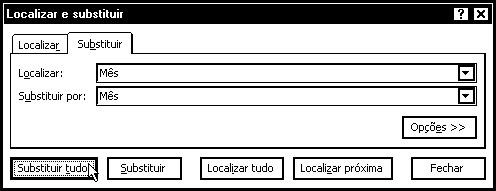 Localizar e substituir
Localizar Substituir
Localizar: Mês
Substituir por: Mês
Opções >>
Substituir tudo Substituir Localizar tudo Localizar próxima Fechar